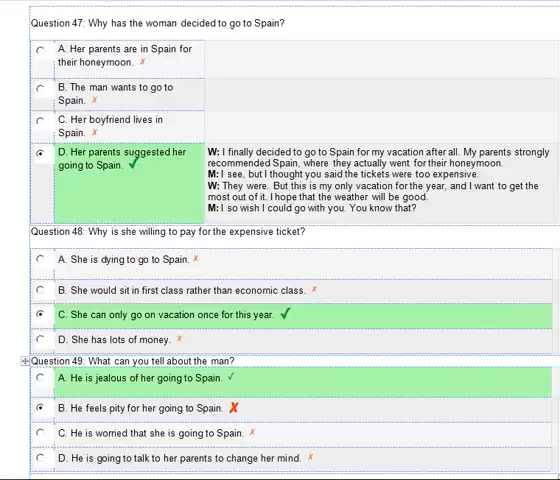 Question 47: Why has the woman decided to go to Spain?
A. Her parents are in Spain for
their honeymoon. ✗
B. The man wants to go to
Spain. ✗
C. Her boyfriend lives in
Spain. ✗
D. Her parents suggested her
going to Spain. ✓
W: I finally decided to go to Spain for my vacation after all. My parents strongly
recommended Spain, where they actually went for their honeymoon.
M: I see, but I thought you said the tickets were too expensive.
W: They were. But this is my only vacation for the year, and I want to get the
most out of it. I hope that the weather will be good.
M: I so wish I could go with you. You know that?
Question 48: Why is she willing to pay for the expensive ticket?
A. She is dying to go to Spain. ✗
B. She would sit in first class rather than economic class. ✗
C. She can only go on vacation once for this year. ✓
D. She has lots of money. ✗
Question 49: What can you tell about the man?
A. He is jealous of her going to Spain. ✓
B. He feels pity for her going to Spain. ✗
C. He is worried that she is going to Spain. ✗
D. He is going to talk to her parents to change her mind. ✗